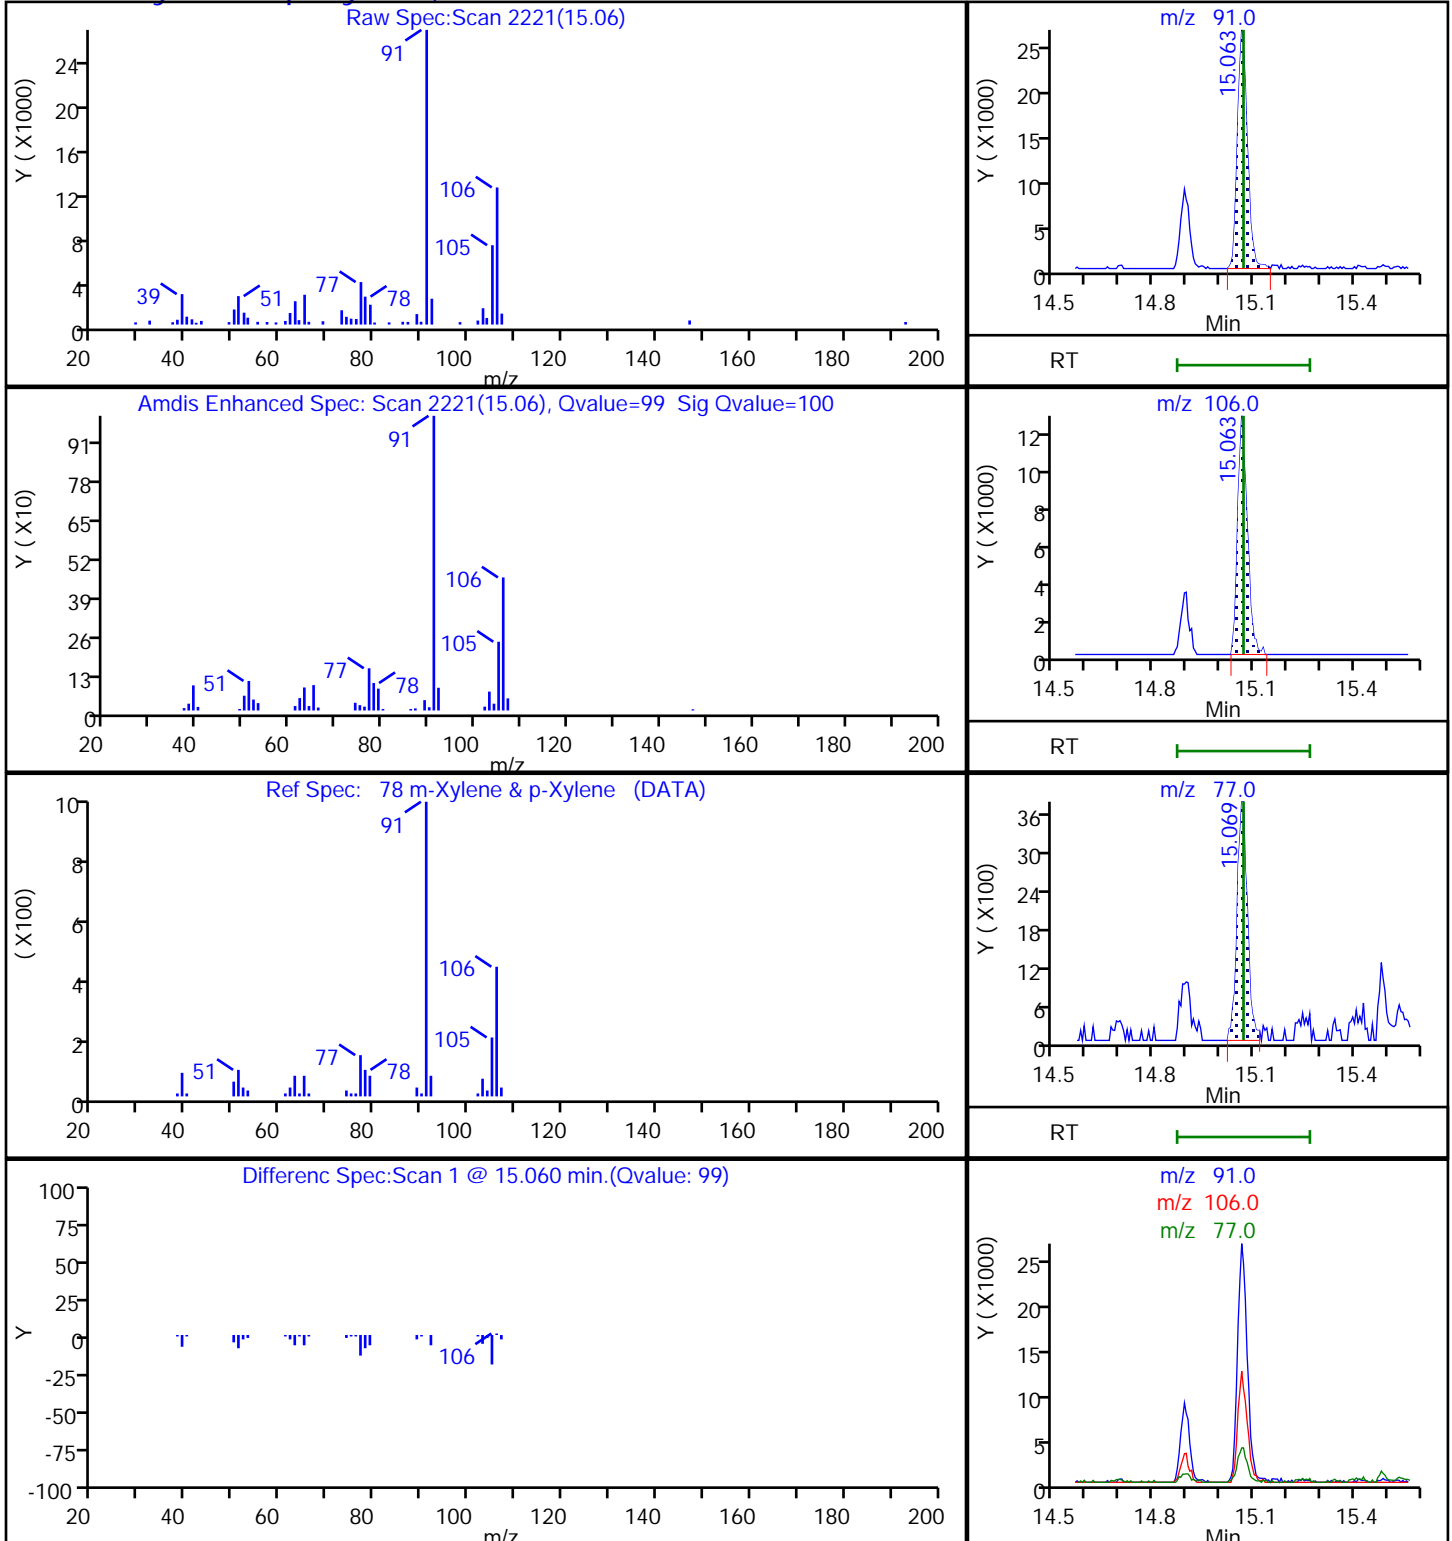 Raw Spec:Scan 2221(15.06)
Y ( X1000)
24
20
16
12
8
4
0
91
106
105
77
78
51
39
20 40 60 80 100 120 140 160 180 200
m/z
m/z 91.0
Y ( X1000)
25
20
15
10
5
0
15.063
14.5 14.8 15.1 15.4
Min
RT
Amdis Enhanced Spec: Scan 2221(15.06), Qvalue=99 Sig Qvalue=100
Y ( X10)
91
78
65
52
39
26
13
0
91
106
105
77
78
51
20 40 60 80 100 120 140 160 180 200
m/z
m/z 106.0
Y ( X1000)
12
10
8
6
4
2
0
15.063
14.5 14.8 15.1 15.4
Min
RT
Ref Spec: 78 m-Xylene & p-Xylene (DATA)
( X100)
10
8
6
4
2
0
91
106
105
77
78
51
20 40 60 80 100 120 140 160 180 200
m/z 77.0
Y ( X100)
36
30
24
18
12
6
0
15.069
14.5 14.8 15.1 15.4
Min
RT
Differenc Spec:Scan 1 @ 15.060 min.(Qvalue: 99)
Y
100
75
50
25
0
-25
-50
-75
-100
106
20 40 60 80 100 120 140 160 180 200
m/z
m/z 91.0
m/z 106.0
m/z 77.0
Y ( X1000)
25
20
15
10
5
0
14.5 14.8 15.1 15.4
Min